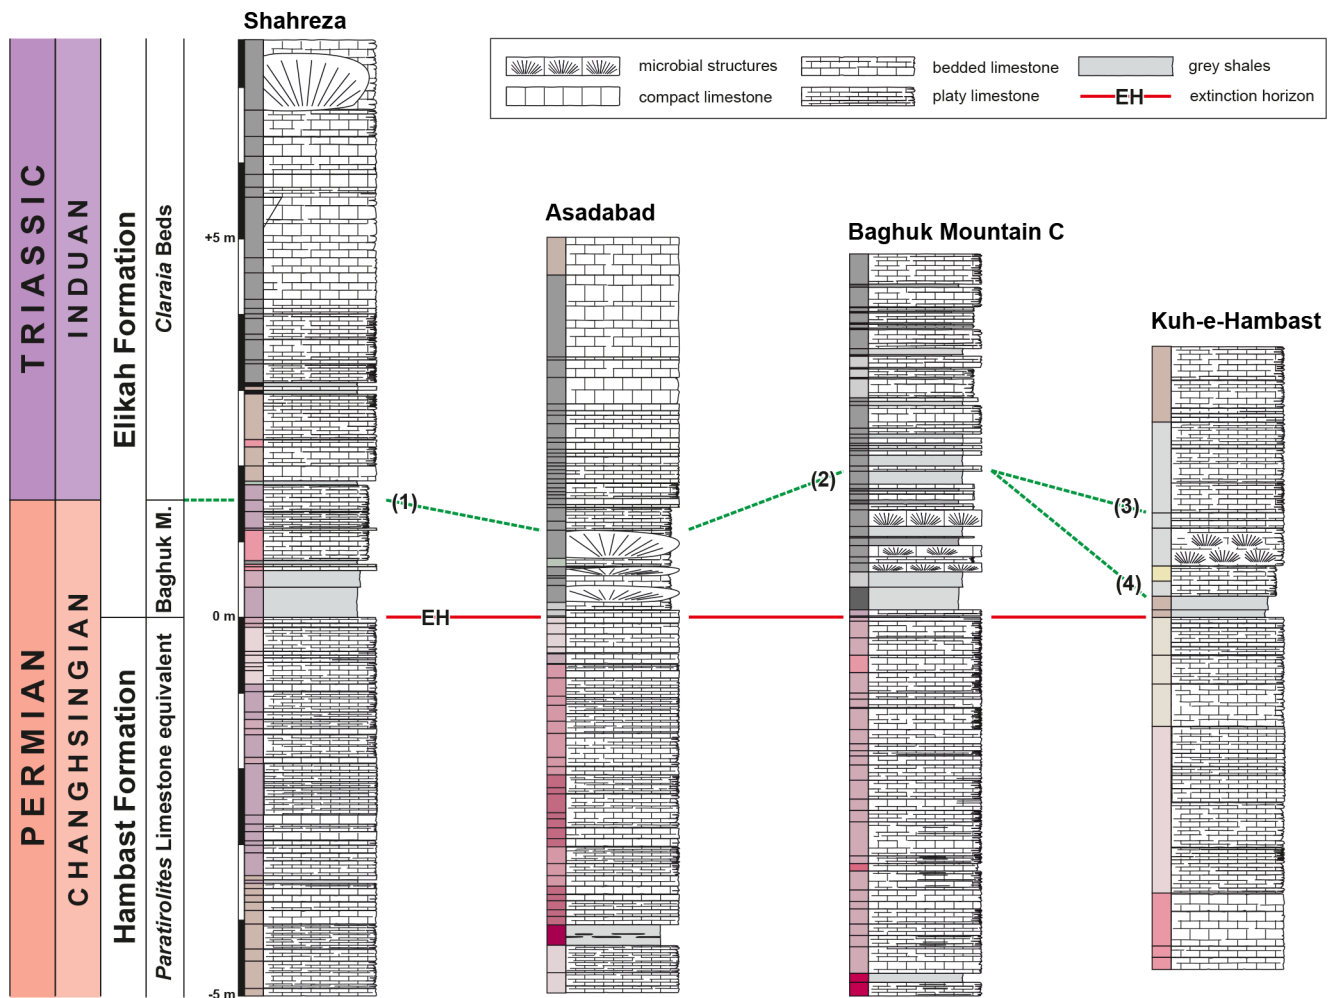 Shahreza
microbial structures
bedded limestone
grey shales
compact limestone
platy limestone
EH
extinction horizon
TRIASSIC
INDUAN
Elikah Formation
Claraia Beds
+5 m
Asadabad
Baghuk Mountain C
Kuh-e-Hambast
(1)
(2)
(3)
(4)
PERMIAN
CHANGHSINGIAN
Hambast Formation
Baghuk M.
Paratirolites Limestone equivalent
0 m
EH
-5 m